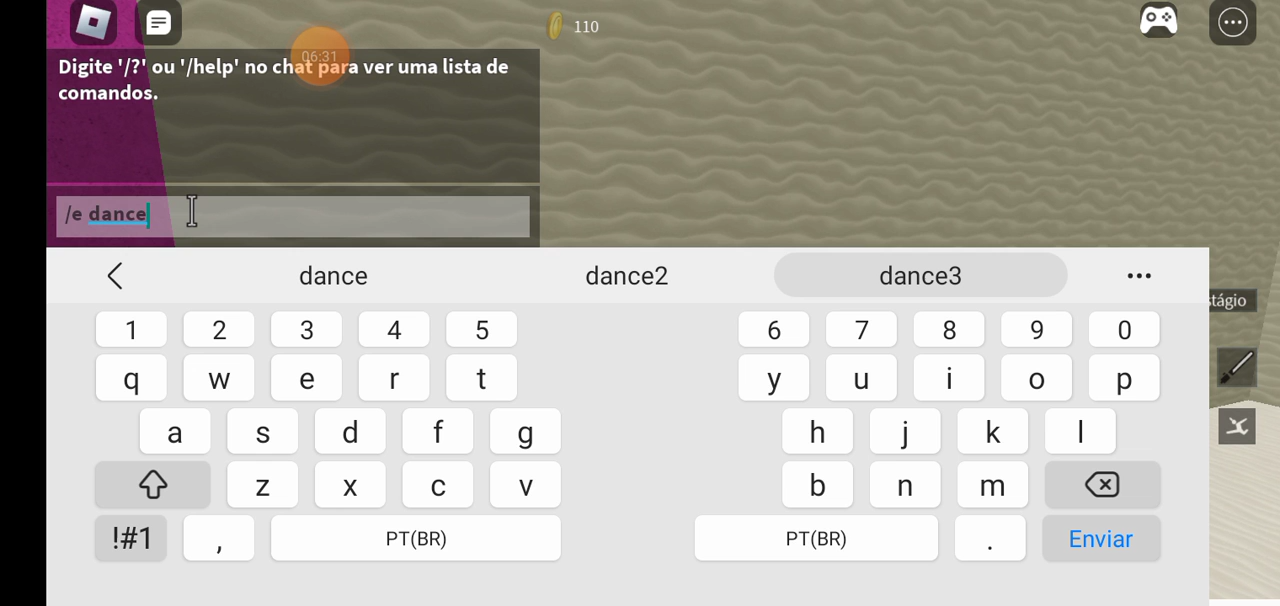 110
06:31
Digite '/?' ou '/help' no chat para ver uma lista de
comandos.
/e dance
dance dance2 dance3
stágio
1 2 3 4 5 6 7 8 9 0
q w e r t y u i o p
a s d f g h j k l
z x c v b n m
!#1 , PT(BR) PT(BR) . Enviar